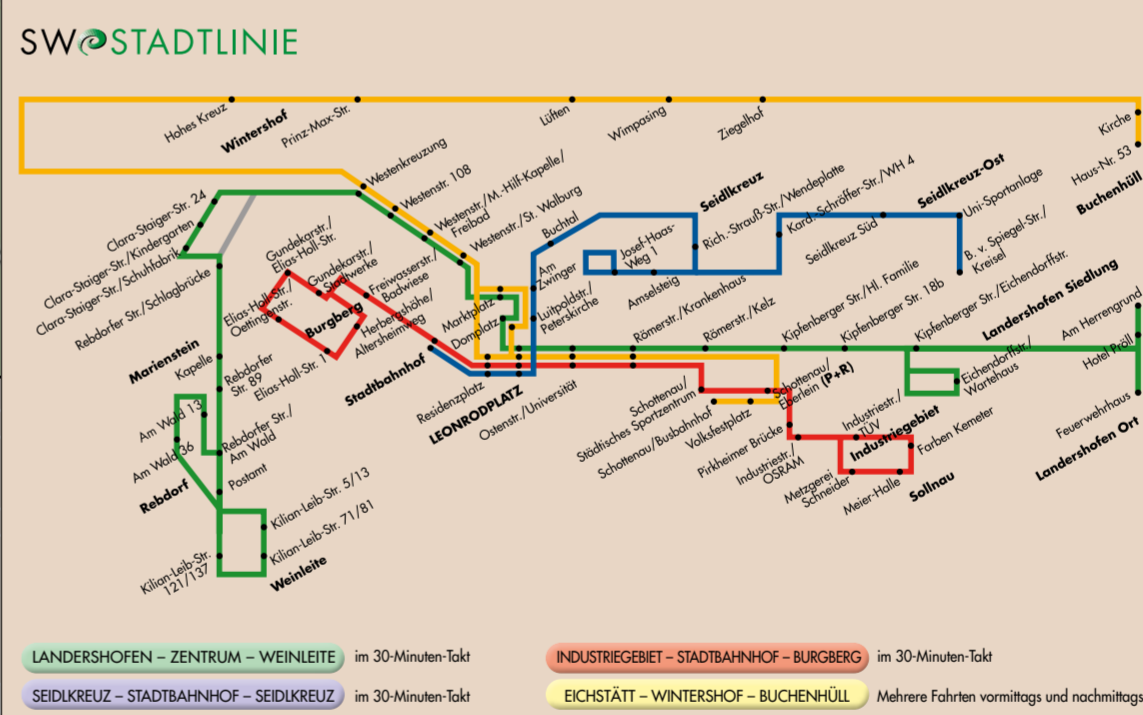 SW STADTLINIE
Hohes Kreuz
Wintershof
Prinz-Max-Str.
Lüften
Wimpasing
Ziegelhof
Kirche
Haus-Nr. 53
Buchenhüll
Westenkreuzung
Westenstr. 108
Westenstr./M.-Hilf-Kapelle/
Freibad
Westenstr./St. Walburg
Clara-Staiger-Str. 24
Clara-Staiger-Str./Kindergarten
Clara-Staiger-Str./Schuhfabrik
Rebdorfer Str./Schlagbrücke
Gundekarstr./
Elias-Holl-Str.
Gundekarstr./
Stadtwerke
Freiwasserstr./
Badwiese
Herbergshöhe/
Altersheimweg
Elias-Holl-Str./
Oettingenstr.
Burgberg
Elias-Holl-Str. 1
Stadtbahnhof
Marktplatz
Domplatz
Residenzplatz
LEONRODPLATZ
Ostenstr./Universität
Buchtal
Am
Zwinger
Luitpoldstr./
Peterskirche
Josef-Haas-
Weg 1
Amselsteig
Seidlkreuz
Rich.-Strauß-Str./Wendeplatte
Kard.-Schröffer-Str./WH 4
Seidlkreuz Süd
Seidlkreuz-Ost
Uni-Sportanlage
B. v. Spiegel-Str./
Kreisel
Römerstr./Krankenhaus
Römerstr./Kelz
Kipfenberger Str./Hl. Familie
Kipfenberger Str. 18b
Kipfenberger Str./Eichendorffstr.
Landershofen Siedlung
Eichendorffstr./
Wartehaus
Am Herrengrund
Hotel Pröll
Feuerwehrhaus
Landershofen Ort
Marienstein
Kapelle
Rebdorfer
Str. 89
Am Wald 13
Am Wald 36
Rebdorfer Str./
Am Wald
Rebdorf
Postamt
Kilian-Leib-Str. 5/13
Kilian-Leib-Str. 71/81
Kilian-Leib-Str.
121/137
Weinleite
Schottenau/
Städtisches Sportzentrum
Schottenau/Busbahnhof
Volksfestplatz
Schottenau/
Eberlein (P+R)
Pirkheimer Brücke
Industriestr./
OSRAM
Industriestr./
TÜV
Industriegebiet
Farben Kemeter
Metzgerei
Schneider
Meier-Halle
Sollnau
LANDERSHOFEN – ZENTRUM – WEINLEITE im 30-Minuten-Takt
INDUSTRIEGEBIET – STADTBAHNHOF – BURGBERG im 30-Minuten-Takt
SEIDLKREUZ – STADTBAHNHOF – SEIDLKREUZ im 30-Minuten-Takt
EICHSTÄTT – WINTERSHOF – BUCHENHÜLL Mehrere Fahrten vormittags und nachmittags